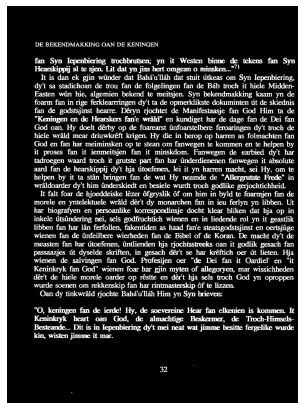 DE BEKENDMAKKING OAN DE KENINGEN
fan Syn Iepenbiering trochbrutsen; yn it Westen binne de tekens fan Syn
Hearskippij al te sjen. Lit dat yn jim hert omgean o minsken..."
It is dan ek gjin wûnder dat Bahá'u'lláh dat stuit útkeas om Syn Iepenbiering,
dy't sa stadichoan de trou fan de folgelingen fan de Báb troch it hiele Midden-
Easten wûn hie, algemien bekend te meitsjen. Syn bekendmakking kaam yn de
foarm fan in rige ferklearringen dy't ta de opmerklikste dokuminten út de skiednis
fan de godstsjinst hearre. Dêryn rjochtet de Manifestaasje fan God Him ta de
"Keningen en de Hearskers fan'e wrâld" en kundiget har de dage fan de Dei fan
God oan. Hy doelt dêrby op de foarearst ûnfoarstelbere feroaringen dy't troch de
hiele wrâld mear driuwkrêft krigen. Hy die in berop op harren as folmachten fan
God en fan har meiminsken op te stean om fanwegen te kommen en te helpen by
it proses fan it ienmeitsjen fan it minskdom. Fanwegen de earbied dy't har
tadroegen waard troch it grutste part fan har ûnderdienenen fanwegen it absolute
aard fan de hearskippij dy't hja útoefenen, lei it yn harren macht, sei Hy, om te
helpen by it ta stân bringen fan de wat Hy neamde de "Allergrutste Frede" in
wrâldoarder dy't him ûnderskiedt en besiele wurdt troch godlike gerjochtichheid.
It falt foar de hjoeddeiske lêzer ôfgryslik öf om him in byld te foarmjen fan de
morele en yntelektuele wrâld dêr't dy monarchen fan in ieu ferlyn yn libben. Ut
har biografyen en persoanlike korrespondinsje docht klear bliken dat hja op in
inkele útsûndering nei, sels godfruchtich wienen en in liedende rol yn it geastlik
libben fan har lân ferfollen, fakentiden as haad fan'e steatsgodstsjinst en oertsjûge
wienen fan de ûnfeilbere wierheden fan de Bibel of de Koran. De macht dy't de
measten fan har útoefenen, ûntlienden hja rjochtstreeks oan it godlik gesach fan
passaazjes út dyselde skriften, in gesach dêr't se har krêftich oer út lieten. Hja
wienen de salvingen fan God. Profesijen oer "de Dei fan it Oardiel" en "it
Keninkryk fan God" wienen foar har gjin myten of allegoryen, mar wissichheden
dêr't de hiele morele oarder op rêstte en dêr't hja sels troch God yn oproppen
wurde soenen om rekkenskip fan har rintmasterskip ôf te lizzen.
Oan dy tinkwrâld rjochte Bahá'u'lláh Him yn Syn brieven:
"O, keningen fan de ierde! Hy, de soevereine Hear fan elkenien is kommen. It
Keninkryk heart oan God, de almachtige Beskermer, de Troch-Himsels-
Besteande... Dit is in Iepenbiering dy't mei neat wat jimme besitte fergelike wurde
kin, wisten jimme it mar.
32